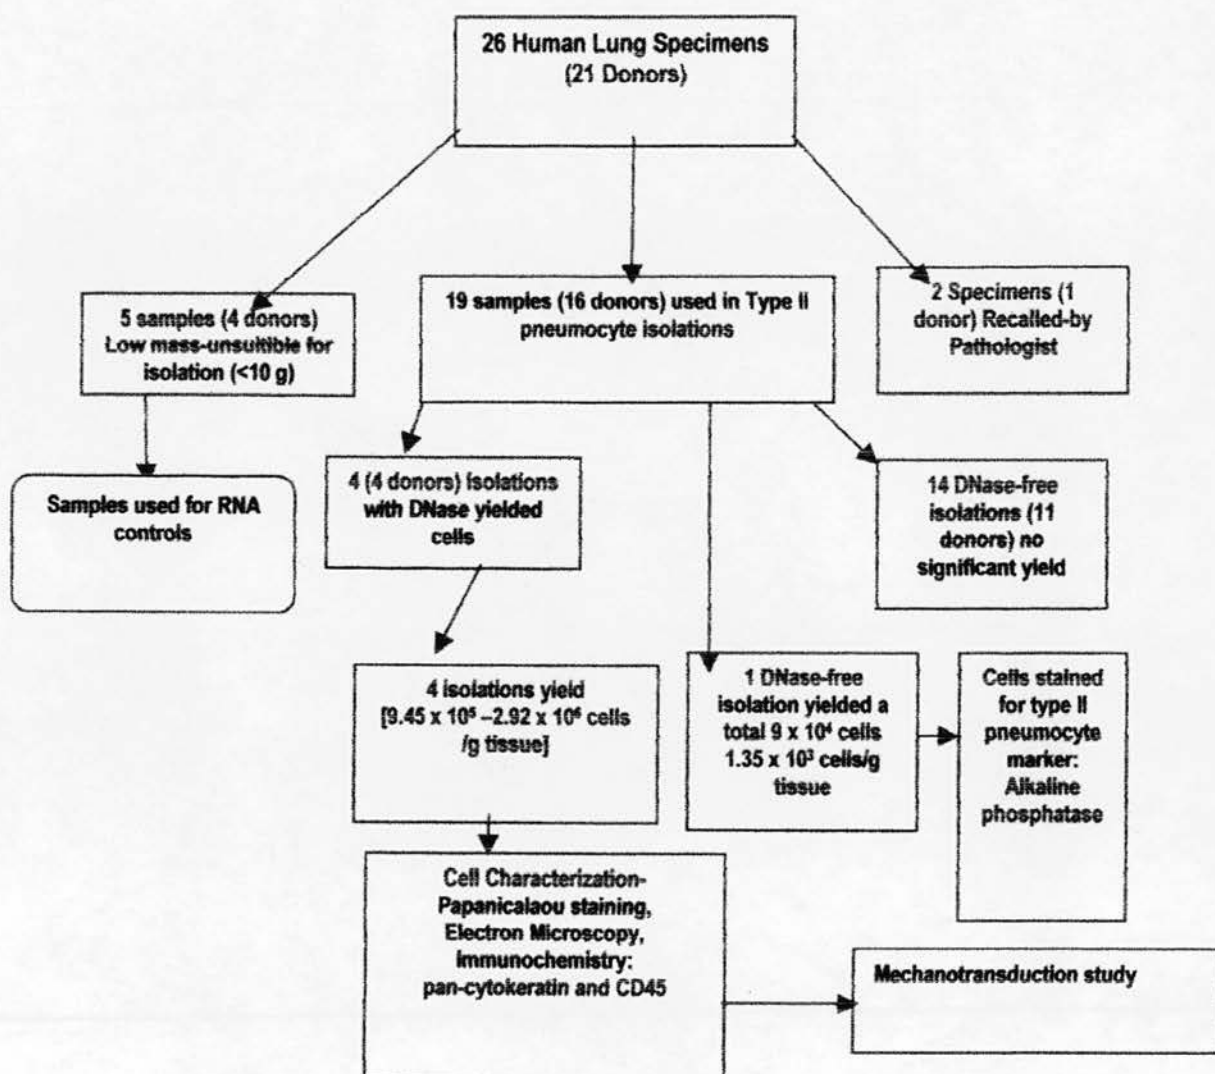 26 Human Lung Specimens
(21 Donors)
5 samples (4 donors)
Low mass-unsultible for
isolation (<10 g)
19 samples (16 donors) used in Type II
pneumocyte isolations
2 Specimens (1
donor) Recalled-by
Pathologist
Samples used for RNA
controls
4 (4 donors) isolations
with DNase yielded
cells
14 DNase-free
isolations (11
donors) no
significant yield
4 isolations yield
[9.45 x 10⁵ –2.92 x 10⁶ cells
/g tissue]
1 DNase-free
isolation yielded a
total 9 x 10⁴ cells
1.35 x 10³ cells/g
tissue
Cells stained
for type II
pneumocyte
marker:
Alkaline
phosphatase
Cell Characterization-
Papanicalaou staining,
Electron Microscopy,
Immunochemistry:
pan-cytokeratin and CD45
Mechanotransduction study